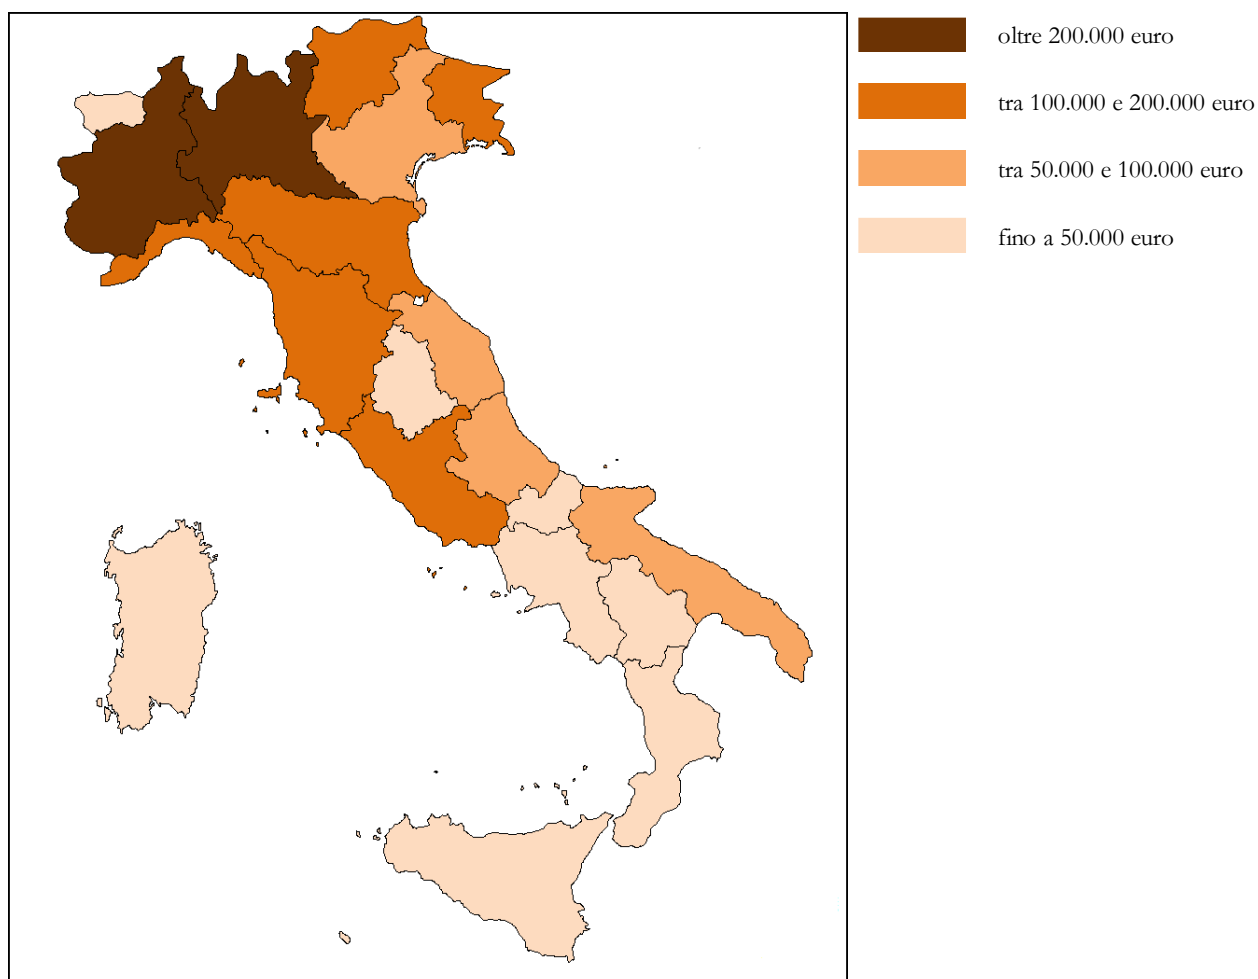 oltre 200.000 euro
tra 100.000 e 200.000 euro
tra 50.000 e 100.000 euro
fino a 50.000 euro